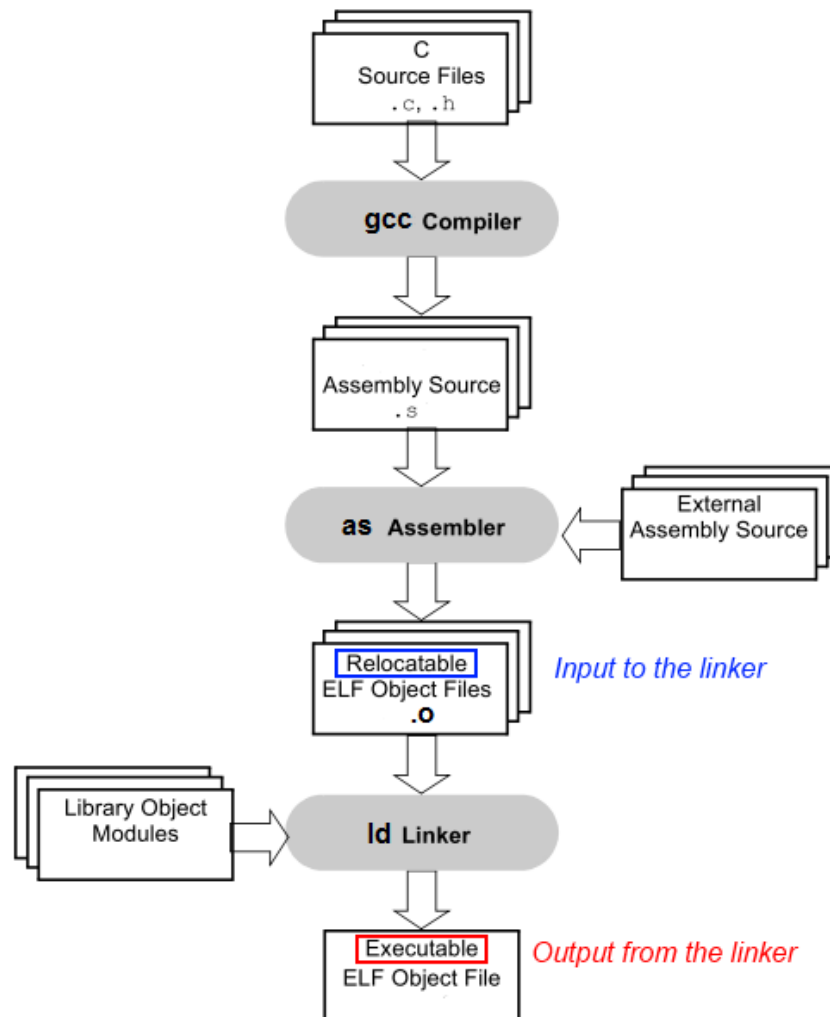 C
Source Files
.c, .h
gcc Compiler
Assembly Source
.s
as Assembler
External
Assembly Source
Relocatable
ELF Object Files
.o
Input to the linker
Library Object
Modules
ld Linker
Executable
ELF Object File
Output from the linker